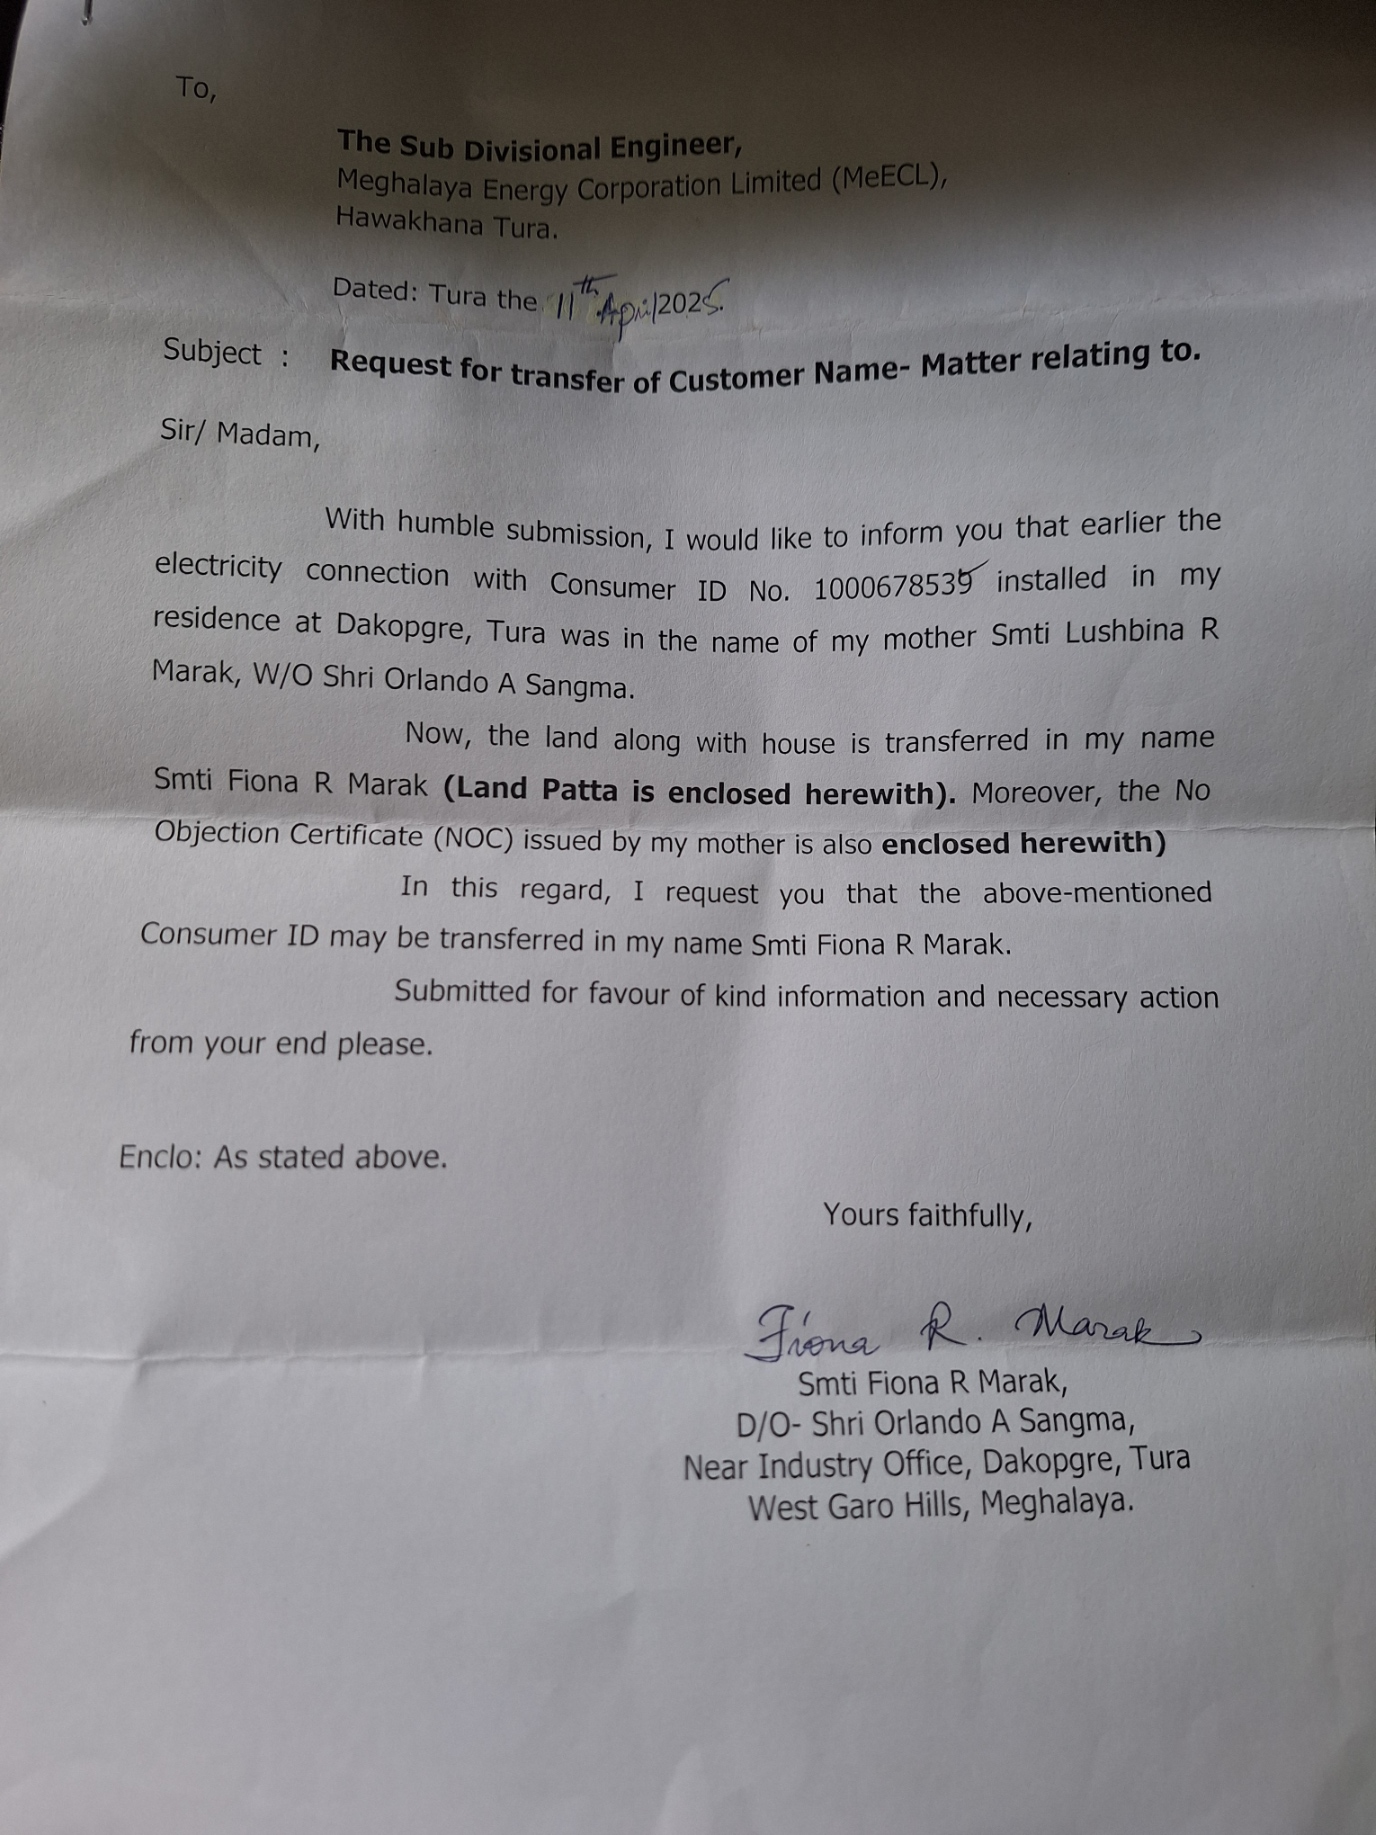 To,
The Sub Divisional Engineer,
Meghalaya Energy Corporation Limited (MeECL),
Hawakhana Tura.
Dated: Tura the 11th April 2025.
Subject : Request for transfer of Customer Name- Matter relating to.
Sir/ Madam,
With humble submission, I would like to inform you that earlier the
electricity connection with Consumer ID No. 1000678539 installed in my
residence at Dakopgre, Tura was in the name of my mother Smti Lushbina R
Marak, W/O Shri Orlando A Sangma.
Now, the land along with house is transferred in my name
Smti Fiona R Marak (Land Patta is enclosed herewith). Moreover, the No
Objection Certificate (NOC) issued by my mother is also enclosed herewith)
In this regard, I request you that the above-mentioned
Consumer ID may be transferred in my name Smti Fiona R Marak.
Submitted for favour of kind information and necessary action
from your end please.
Enclo: As stated above.
Yours faithfully,
Fiona R. Marak
Smti Fiona R Marak,
D/O- Shri Orlando A Sangma,
Near Industry Office, Dakopgre, Tura
West Garo Hills, Meghalaya.